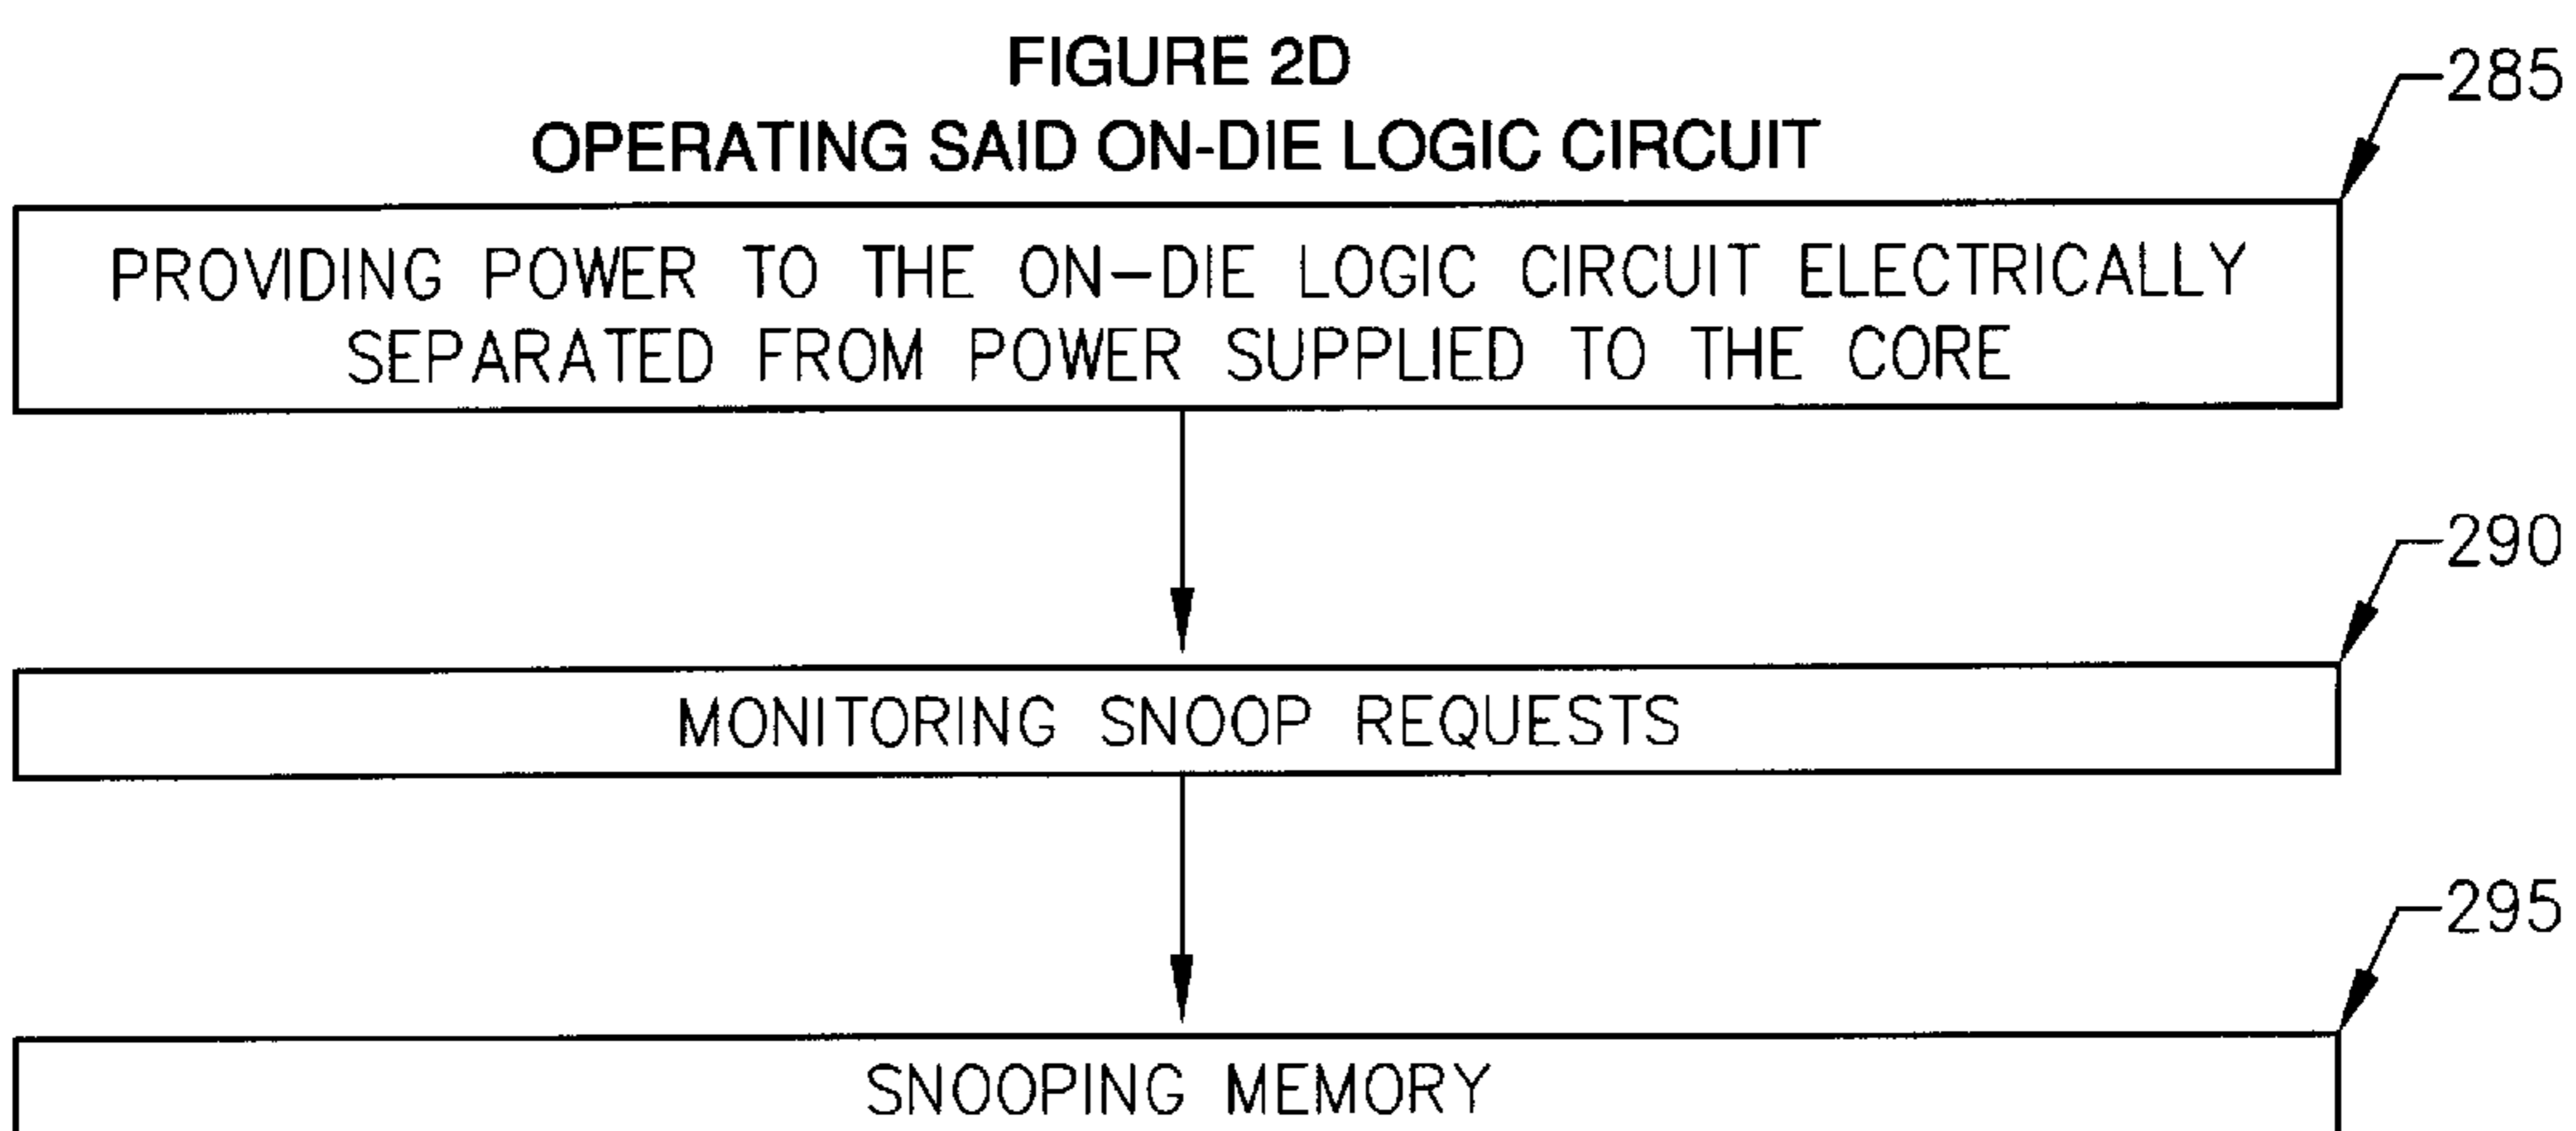 FIGURE 2D
OPERATING SAID ON-DIE LOGIC CIRCUIT
285
PROVIDING POWER TO THE ON-DIE LOGIC CIRCUIT ELECTRICALLY
SEPARATED FROM POWER SUPPLIED TO THE CORE
290
MONITORING SNOOP REQUESTS
295
SNOOPING MEMORY